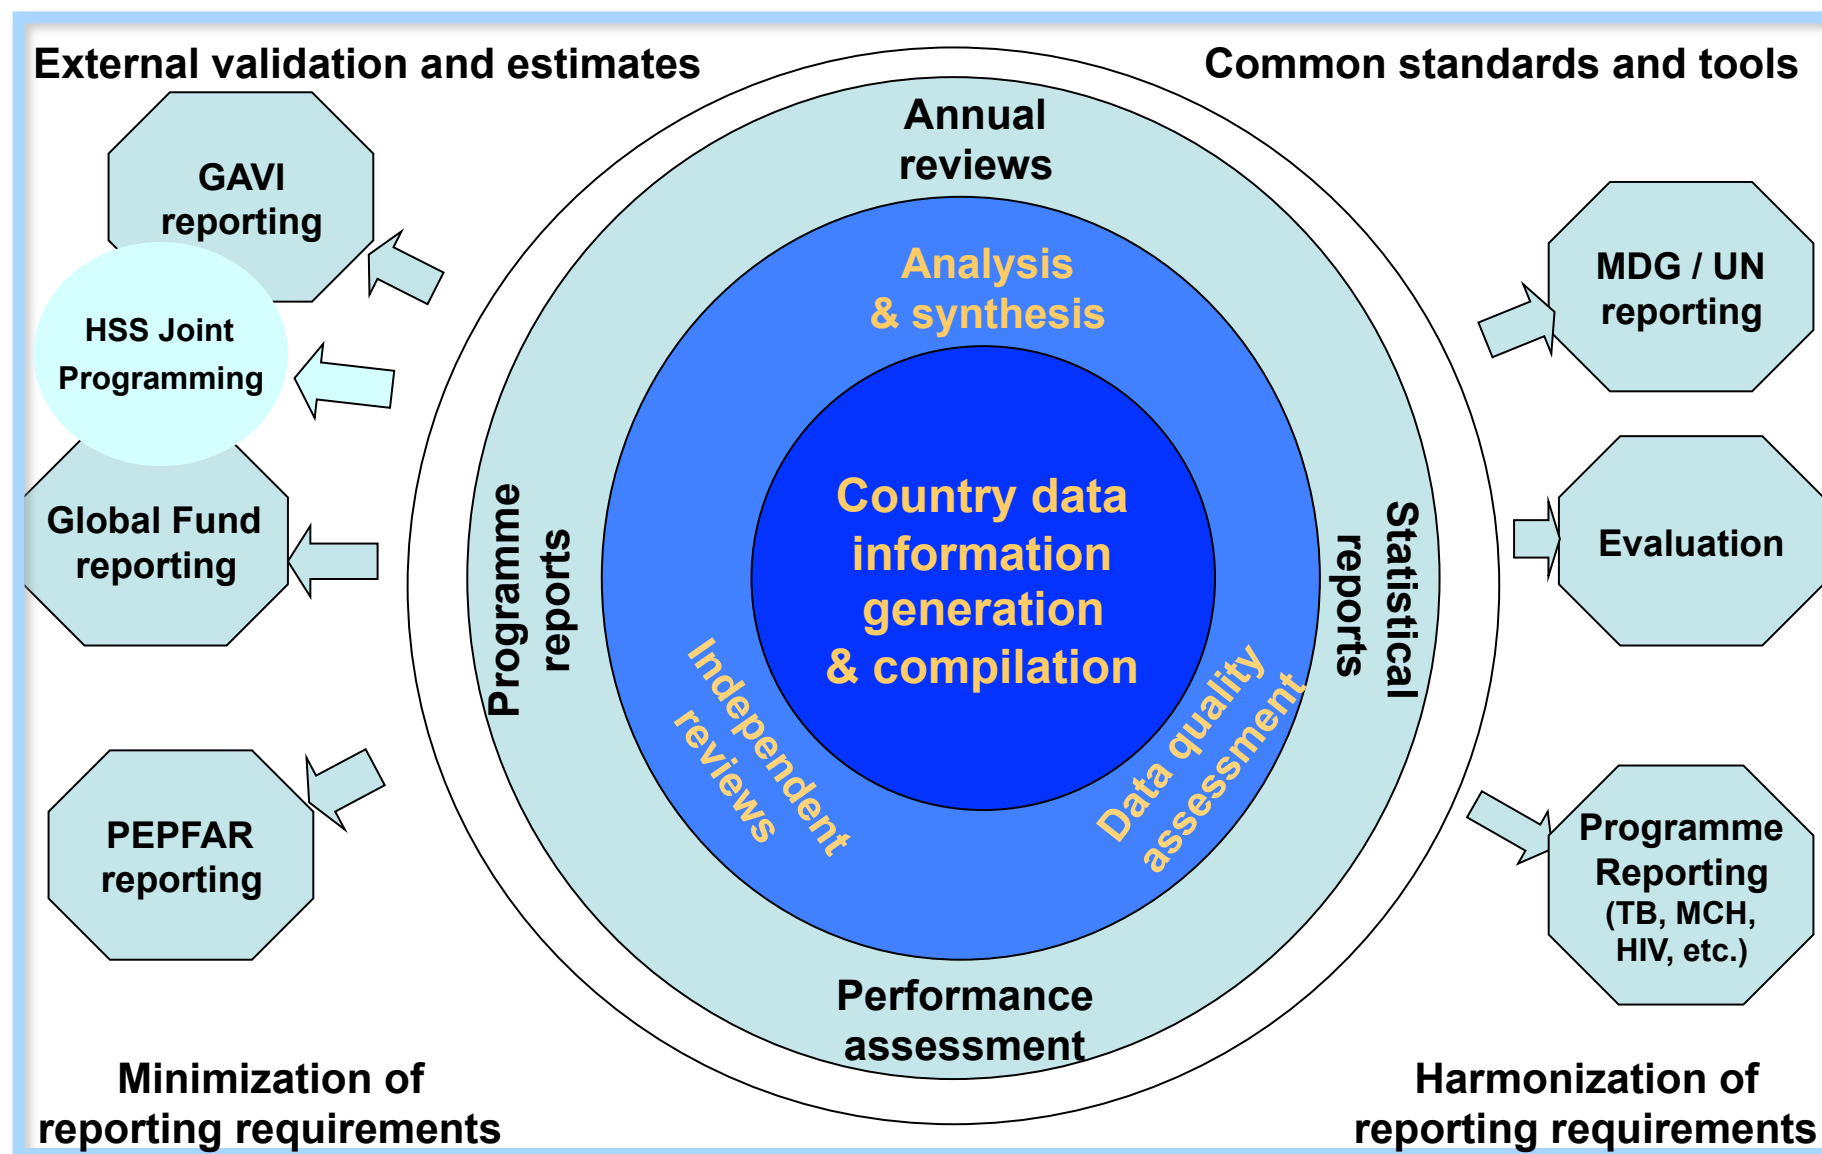 External validation and estimates
Common standards and tools
GAVI
reporting
HSS Joint
Programming
Global Fund
reporting
PEPFAR
reporting
Annual
reviews
Analysis
& synthesis
Country data
information
generation
& compilation
Programme
reports
Independent
reviews
Data quality
assessment
Statistical
reports
Performance
assessment
MDG / UN
reporting
Evaluation
Programme
Reporting
(TB, MCH,
HIV, etc.)
Minimization of
reporting requirements
Harmonization of
reporting requirements